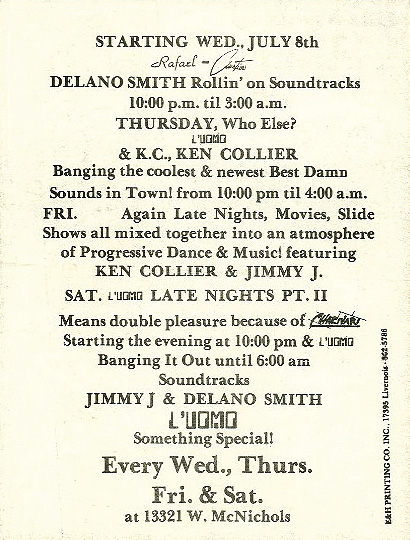 STARTING WED., JULY 8th
Rafael -
DELANO SMITH Rollin' on Soundtracks
10:00 p.m. til 3:00 a.m.
THURSDAY, Who Else?
L'UOMO
& K.C., KEN COLLIER
Banging the coolest & newest Best Damn
Sounds in Town! from 10:00 pm til 4:00 a.m.
FRI. Again Late Nights, Movies, Slide
Shows all mixed together into an atmosphere
of Progressive Dance & Music! featuring
KEN COLLIER & JIMMY J.
SAT. L'UOMO LATE NIGHTS PT. II
Means double pleasure because of
Starting the evening at 10:00 pm & L'UOMO
Banging It Out until 6:00 am
Soundtracks
JIMMY J & DELANO SMITH
L'UOMO
Something Special!
Every Wed., Thurs.
Fri. & Sat.
at 13321 W. McNichols
E&H PRINTING CO. INC., 17395 Livernois - 862-5786